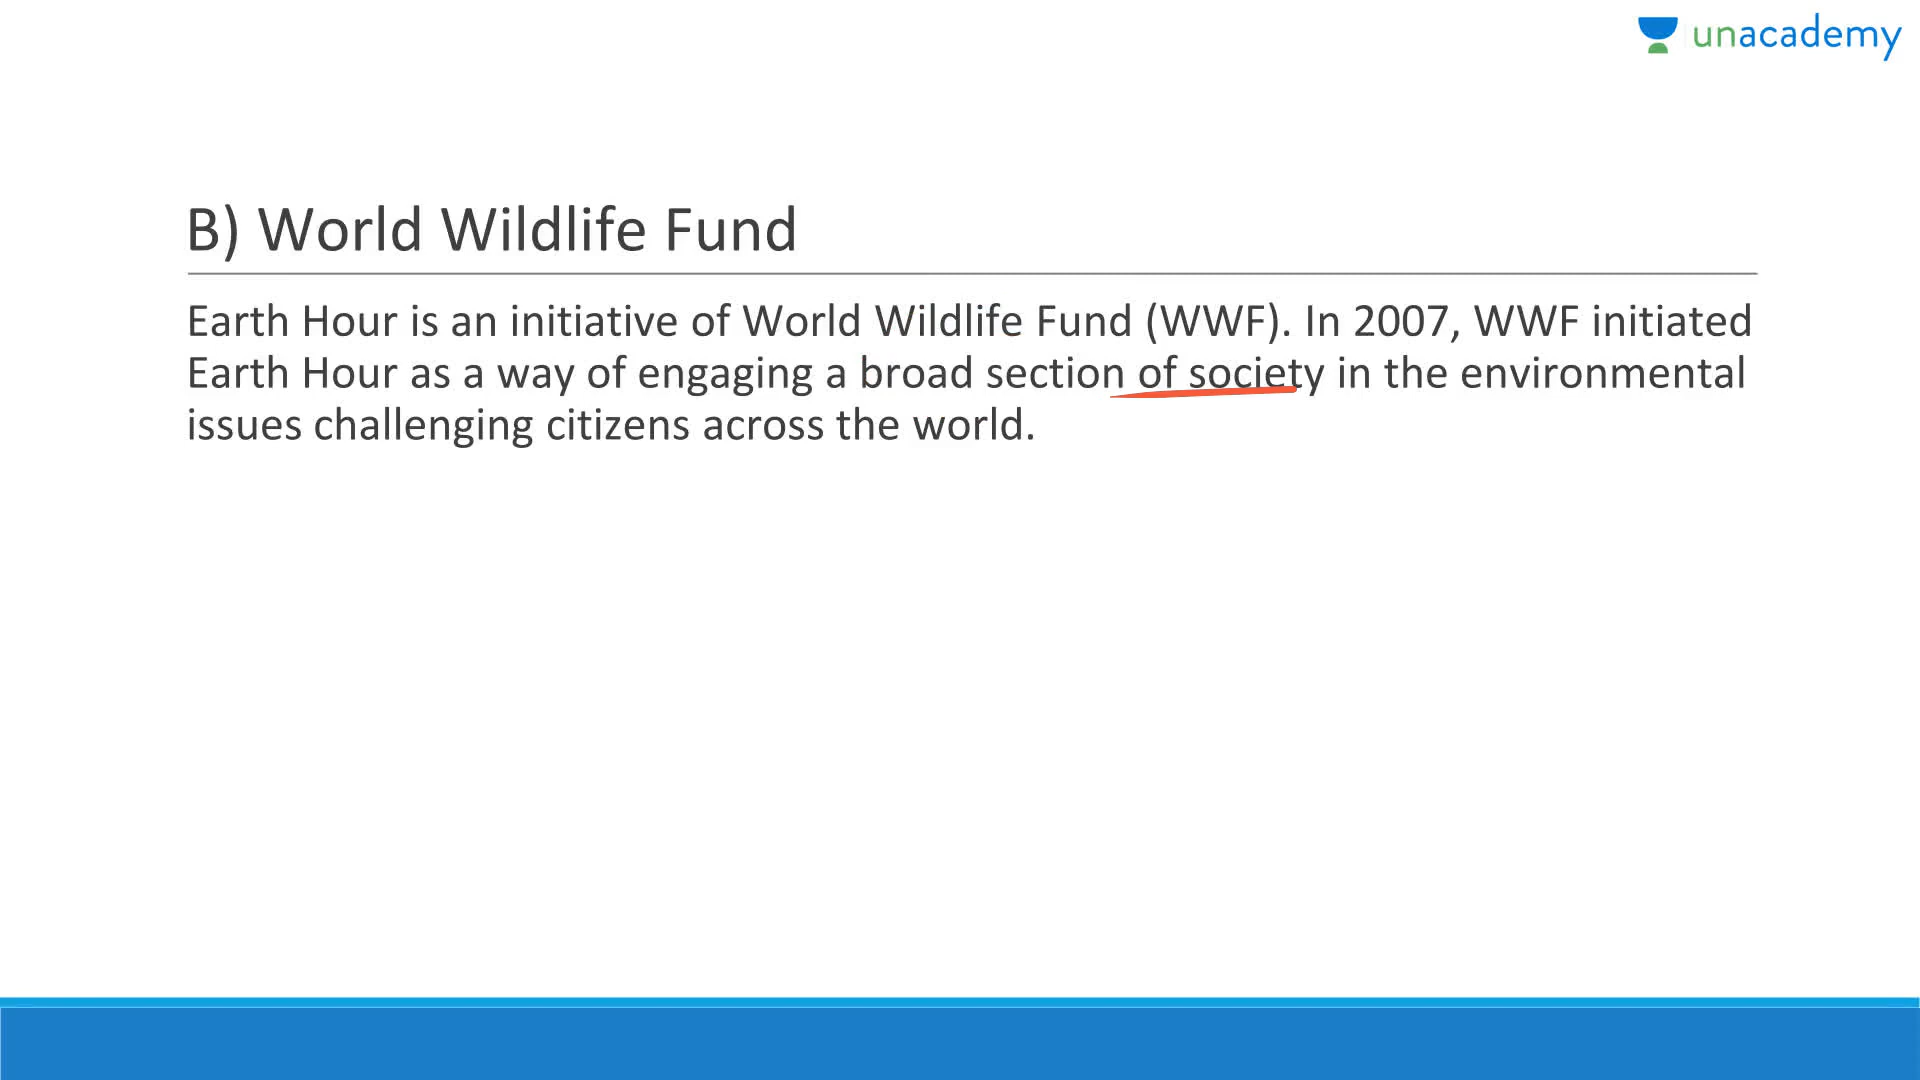 unacademy
B) World Wildlife Fund
Earth Hour is an initiative of World Wildlife Fund (WWF). In 2007, WWF initiated
Earth Hour as a way of engaging a broad section of society in the environmental
issues challenging citizens across the world.